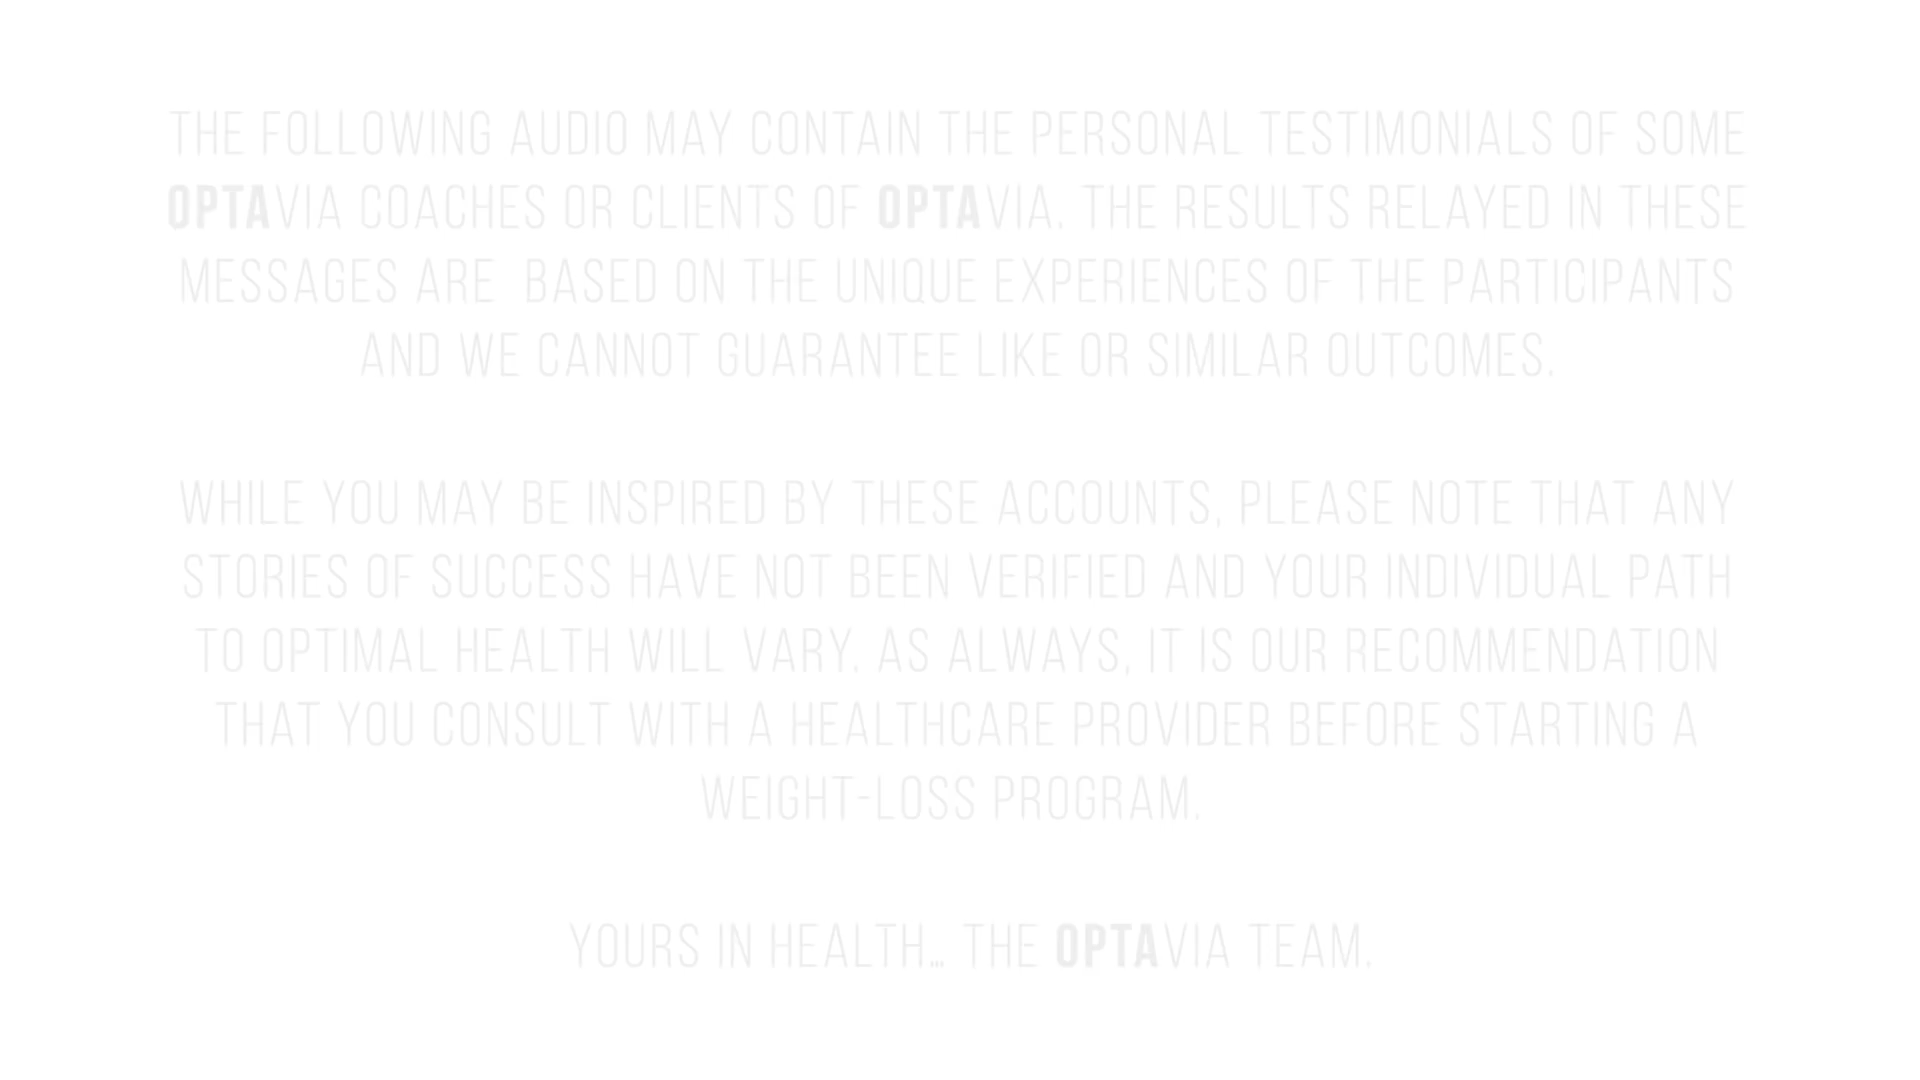 THE FOLLOWING AUDIO MAY CONTAIN THE PERSONAL TESTIMONIALS OF SOME
OPTAVIA COACHES OR CLIENTS OF OPTAVIA. THE RESULTS RELAYED IN THESE
MESSAGES ARE BASED ON THE UNIQUE EXPERIENCES OF THE PARTICIPANTS
AND WE CANNOT GUARANTEE LIKE OR SIMILAR OUTCOMES.
WHILE YOU MAY BE INSPIRED BY THESE ACCOUNTS, PLEASE NOTE THAT ANY
STORIES OF SUCCESS HAVE NOT BEEN VERIFIED AND YOUR INDIVIDUAL PATH
TO OPTIMAL HEALTH WILL VARY. AS ALWAYS, IT IS OUR RECOMMENDATION
THAT YOU CONSULT WITH A HEALTHCARE PROVIDER BEFORE STARTING A
WEIGHT-LOSS PROGRAM.
YOURS IN HEALTH... THE OPTAVIA TEAM.